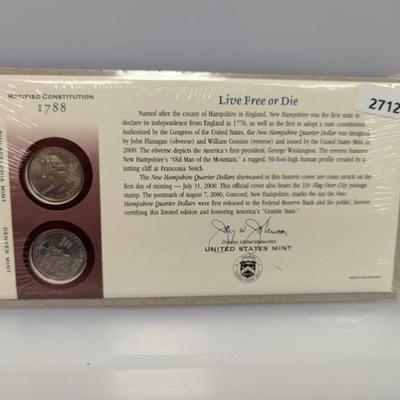 RATIFIED CONSTITUTION
1788
PHILADELPHIA MINT
DENVER MINT
Live Free or Die
Named after the county of Hampshire in England, New Hampshire was the first state to
declare its independence from England in 1776, as well as the first to adopt a state constitution.
Authorized by the Congress of the United States, the New Hampshire Quarter Dollar was designed
by John Flanagan (obverse) and William Cousins (reverse) and issued by the United States Mint in
2000. The obverse depicts the America's first president, George Washington. The reverse features
New Hampshire's "Old Man of the Mountain," a rugged, 50-foot-high human profile created by a
jutting cliff at Franconia Notch.
The New Hampshire Quarter Dollars showcased in this historic cover are coins struck on the
first day of minting — July 31, 2000. This official cover also bears the 33¢ Flag Over City postage
stamp. The postmark of August 7, 2000, Concord, New Hampshire, marks the day the New
Hampshire Quarter Dollars were first released to the Federal Reserve Bank and the public, forever
certifying this limited edition and honoring America's "Granite State."
Director, United States Mint
UNITED STATES MINT
2712